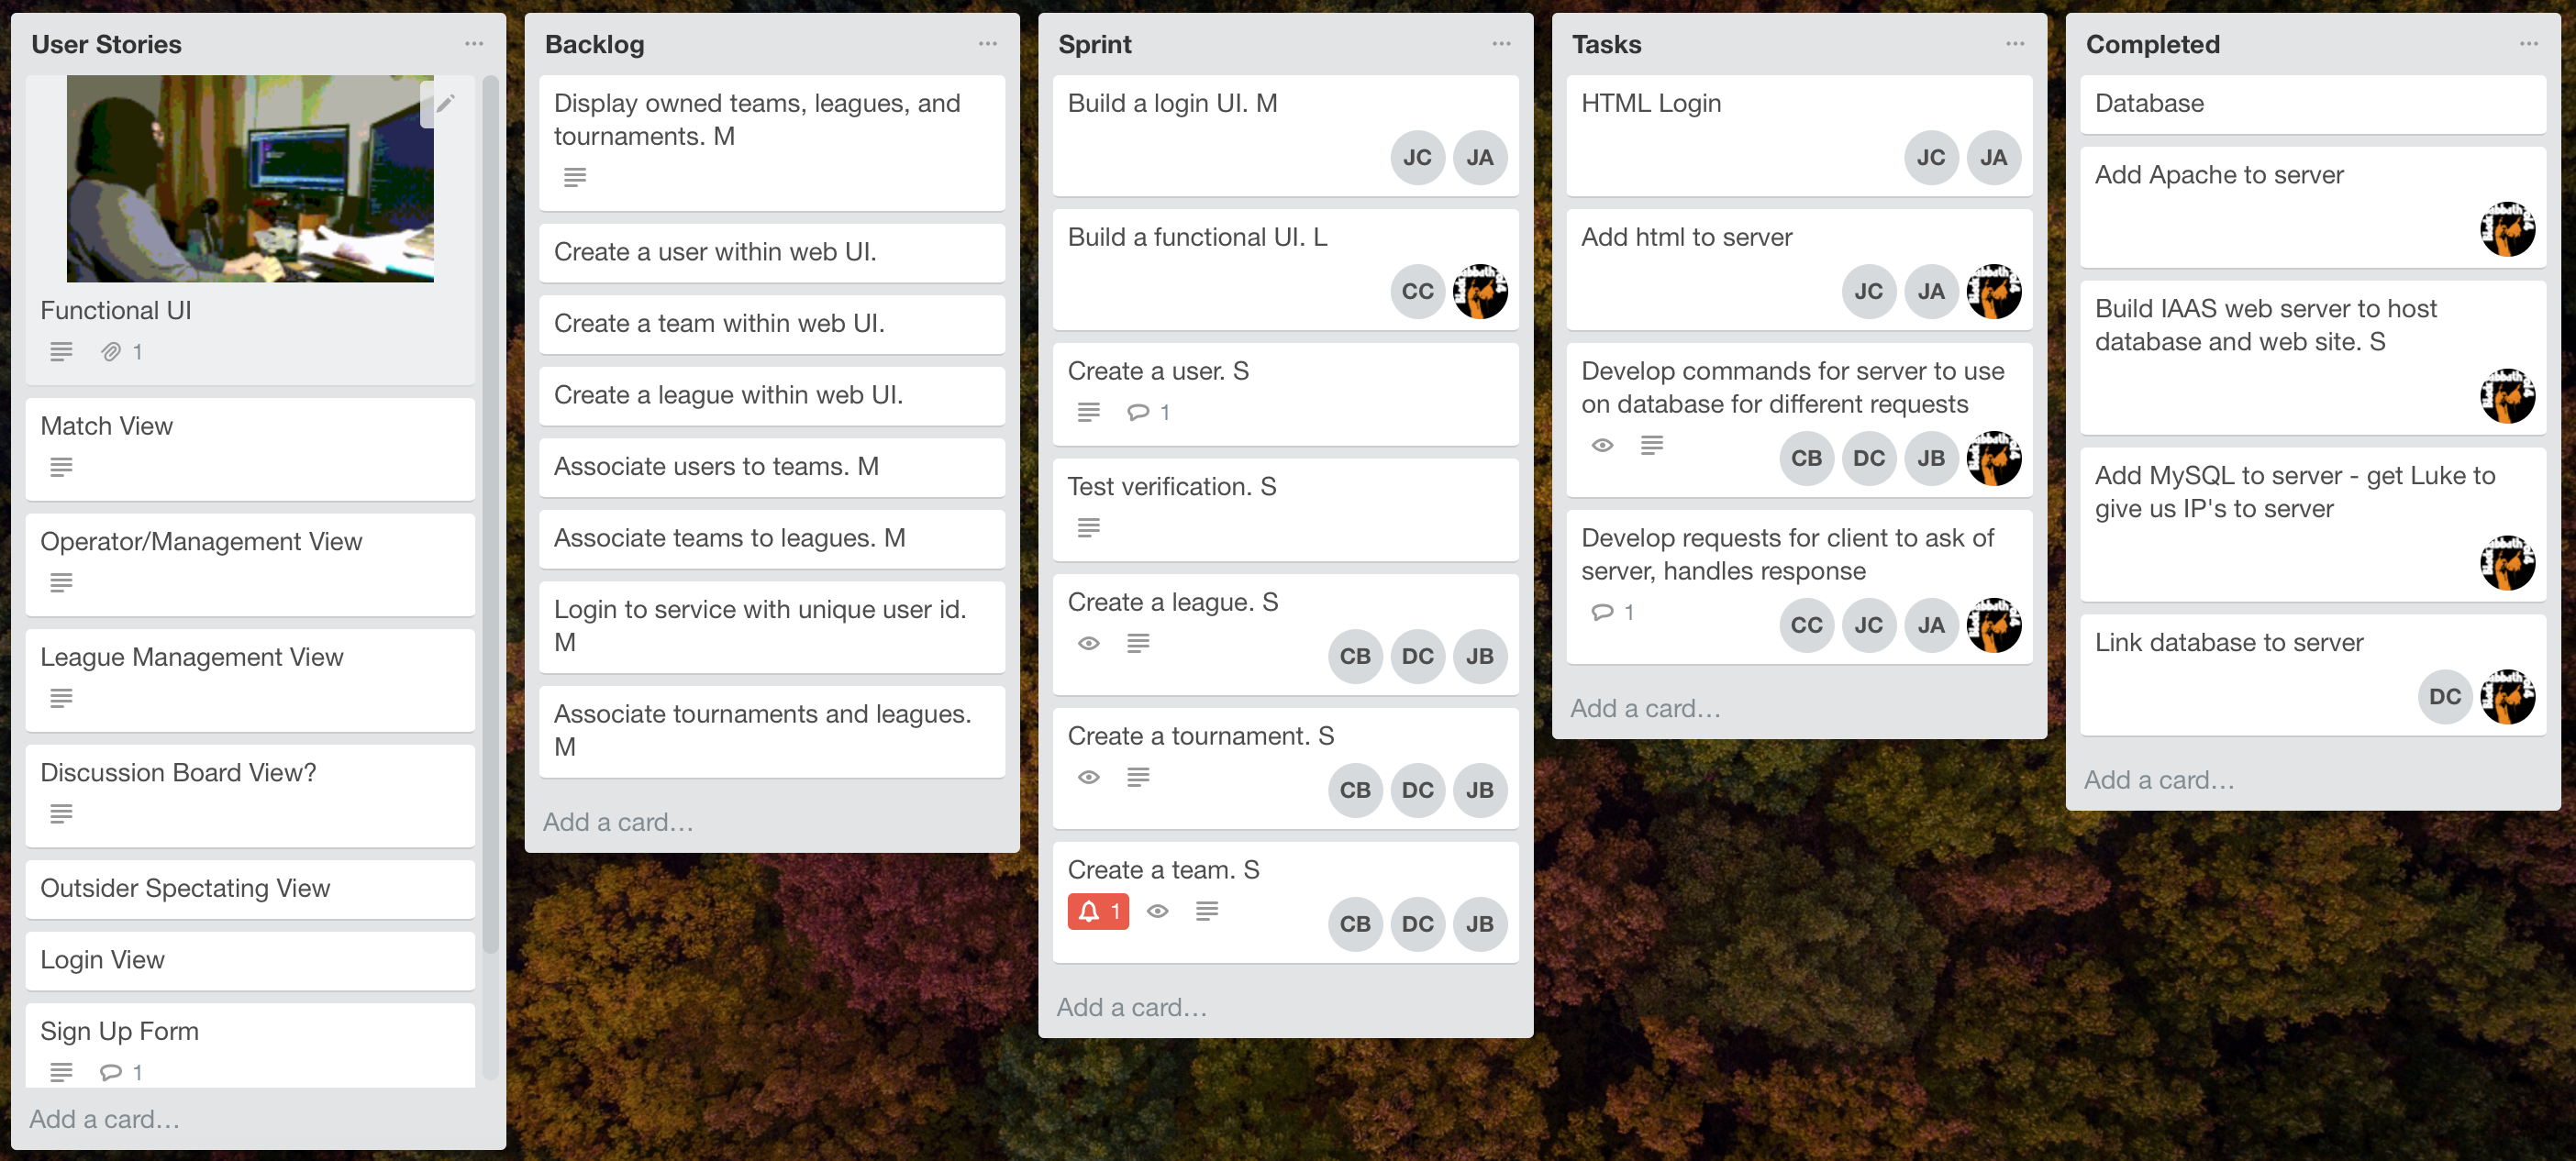 User Stories
Functional UI
1
Match View
Operator/Management View
League Management View
Discussion Board View?
Outsider Spectating View
Login View
Sign Up Form
1
Add a card…
Backlog
Display owned teams, leagues, and
tournaments. M
Create a user within web UI.
Create a team within web UI.
Create a league within web UI.
Associate users to teams. M
Associate teams to leagues. M
Login to service with unique user id.
M
Associate tournaments and leagues.
M
Add a card…
Sprint
Build a login UI. M
JC JA
Build a functional UI. L
CC
Create a user. S
1
Test verification. S
Create a league. S
CB DC JB
Create a tournament. S
CB DC JB
Create a team. S
1 CB DC JB
Add a card…
Tasks
HTML Login
JC JA
Add html to server
JC JA
Develop commands for server to use
on database for different requests
CB DC JB
Develop requests for client to ask of
server, handles response
1 CC JC JA
Add a card…
Completed
Database
Add Apache to server
Build IAAS web server to host
database and web site. S
Add MySQL to server - get Luke to
give us IP's to server
Link database to server
DC
Add a card…